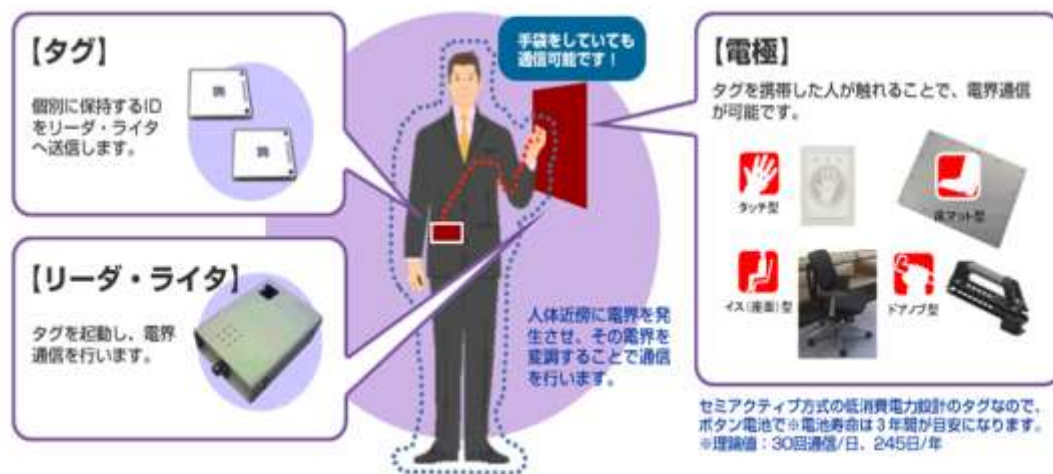 【タグ】
個別に保持するID
をリーダ・ライタ
へ送信します。
手袋をしていても
通信可能です！
【電極】
タグを携帯した人が触れることで、電界通信
が可能です。
タッチ型
床マット型
イス(座面)型
ドアノブ型
【リーダ・ライタ】
タグを起動し、電界
通信を行います。
人体近傍に電界を発
生させ、その電界を
変調することで通信
を行います。
セミアクティブ方式の低消費電力設計のタグなので、
ボタン電池で※電池寿命は3年間が目安になります。
※理論値：30回通信/日、245日/年